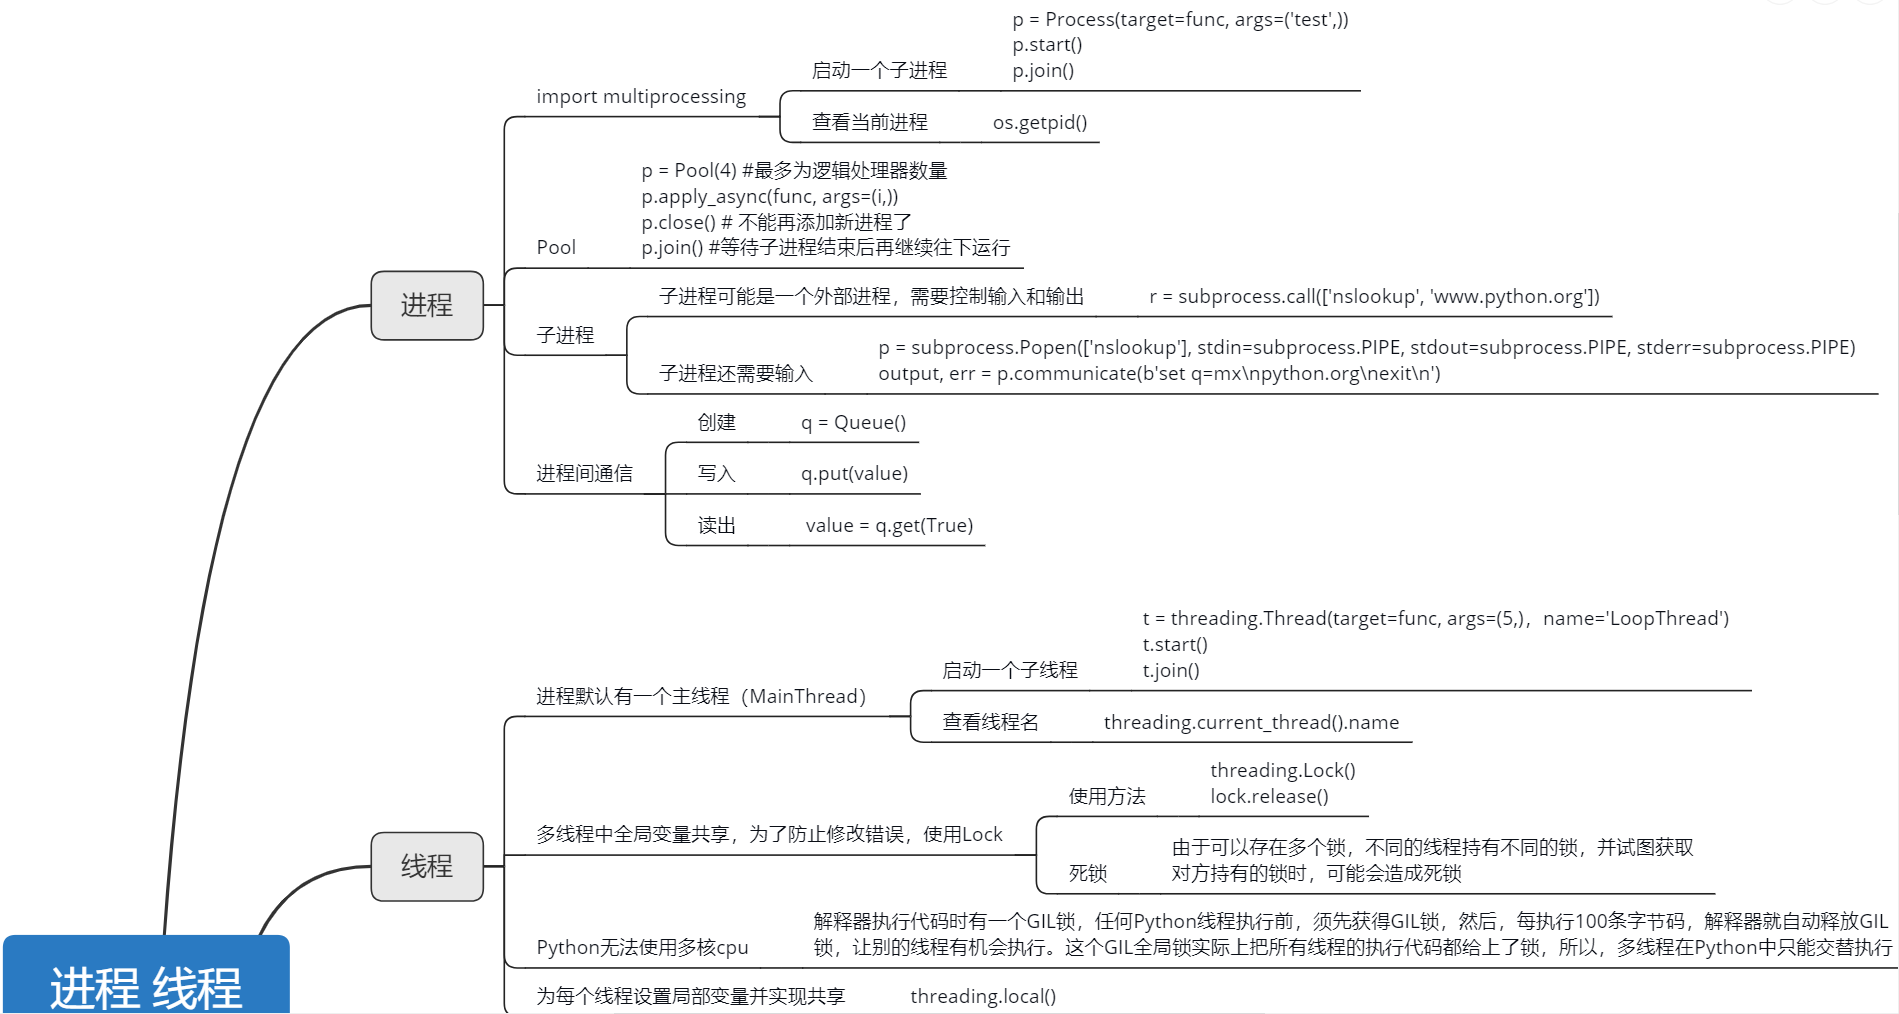 进程 线程
进程
import multiprocessing
启动一个子进程
p = Process(target=func, args=('test',))
p.start()
p.join()
查看当前进程
os.getpid()
Pool
p = Pool(4) #最多为逻辑处理器数量
p.apply_async(func, args=(i,))
p.close() # 不能再添加新进程了
p.join() #等待子进程结束后再继续往下运行
子进程
子进程可能是一个外部进程，需要控制输入和输出
r = subprocess.call(['nslookup', 'www.python.org'])
子进程还需要输入
p = subprocess.Popen(['nslookup'], stdin=subprocess.PIPE, stdout=subprocess.PIPE, stderr=subprocess.PIPE)
output, err = p.communicate(b'set q=mx\npython.org\nexit\n')
进程间通信
创建
q = Queue()
写入
q.put(value)
读出
value = q.get(True)
线程
进程默认有一个主线程（MainThread）
启动一个子线程
t = threading.Thread(target=func, args=(5,)，name='LoopThread')
t.start()
t.join()
查看线程名
threading.current_thread().name
多线程中全局变量共享，为了防止修改错误，使用Lock
使用方法
threading.Lock()
lock.release()
死锁
由于可以存在多个锁，不同的线程持有不同的锁，并试图获取
对方持有的锁时，可能会造成死锁
Python无法使用多核cpu
解释器执行代码时有一个GIL锁，任何Python线程执行前，须先获得GIL锁，然后，每执行100条字节码，解释器就自动释放GIL
锁，让别的线程有机会执行。这个GIL全局锁实际上把所有线程的执行代码都给上了锁，所以，多线程在Python中只能交替执行
为每个线程设置局部变量并实现共享
threading.local()